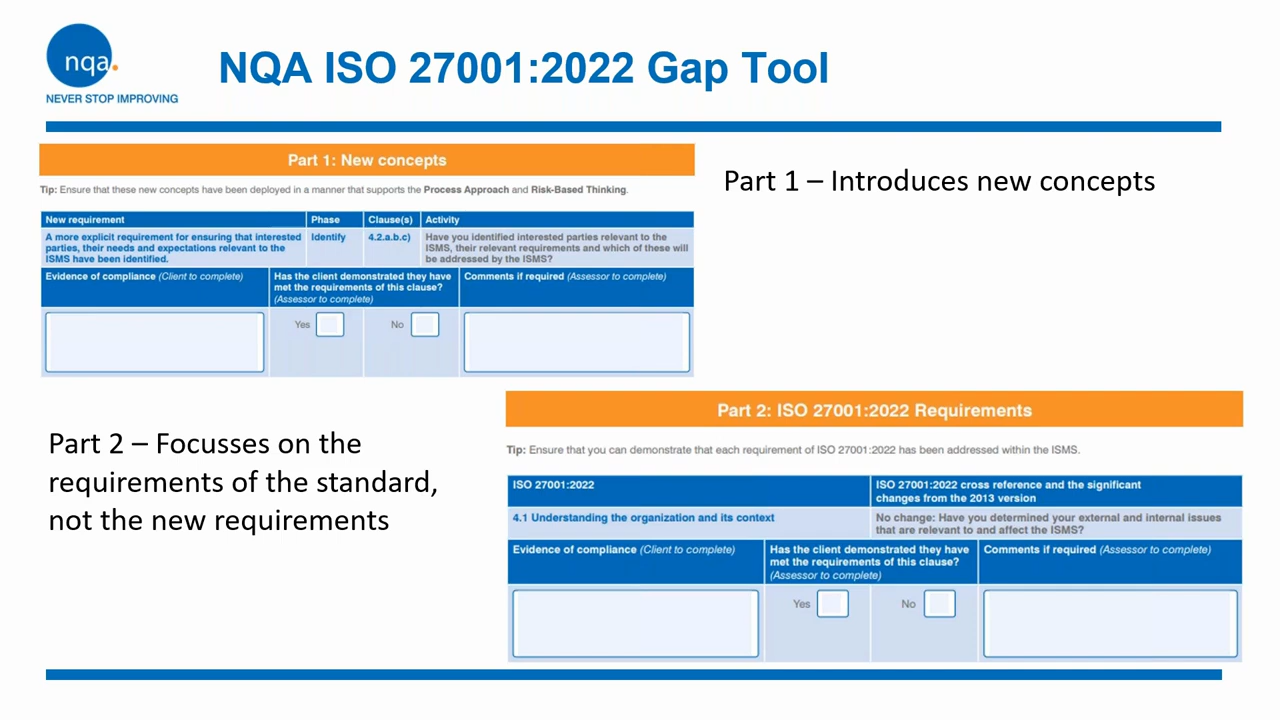 nqa.
NEVER STOP IMPROVING
NQA ISO 27001:2022 Gap Tool
Part 1: New concepts
Tip: Ensure that these new concepts have been deployed in a manner that supports the Process Approach and Risk-Based Thinking.
New requirement
Phase
Clause(s)
Activity
A more explicit requirement for ensuring that interested
parties, their needs and expectations relevant to the
ISMS have been identified.
Identify
4.2.a.b.c)
Have you identified interested parties relevant to the
ISMS, their relevant requirements and which of these will
be addressed by the ISMS?
Evidence of compliance (Client to complete)
Has the client demonstrated they have
met the requirements of this clause?
(Assessor to complete)
Comments if required (Assessor to complete)
Yes
No
Part 1 – Introduces new concepts
Part 2 – Focusses on the
requirements of the standard,
not the new requirements
Part 2: ISO 27001:2022 Requirements
Tip: Ensure that you can demonstrate that each requirement of ISO 27001:2022 has been addressed within the ISMS.
ISO 27001:2022
ISO 27001:2022 cross reference and the significant
changes from the 2013 version
4.1 Understanding the organization and its context
No change: Have you determined your external and internal issues
that are relevant to and affect the ISMS?
Evidence of compliance (Client to complete)
Has the client demonstrated they have
met the requirements of this clause?
(Assessor to complete)
Comments if required (Assessor to complete)
Yes
No